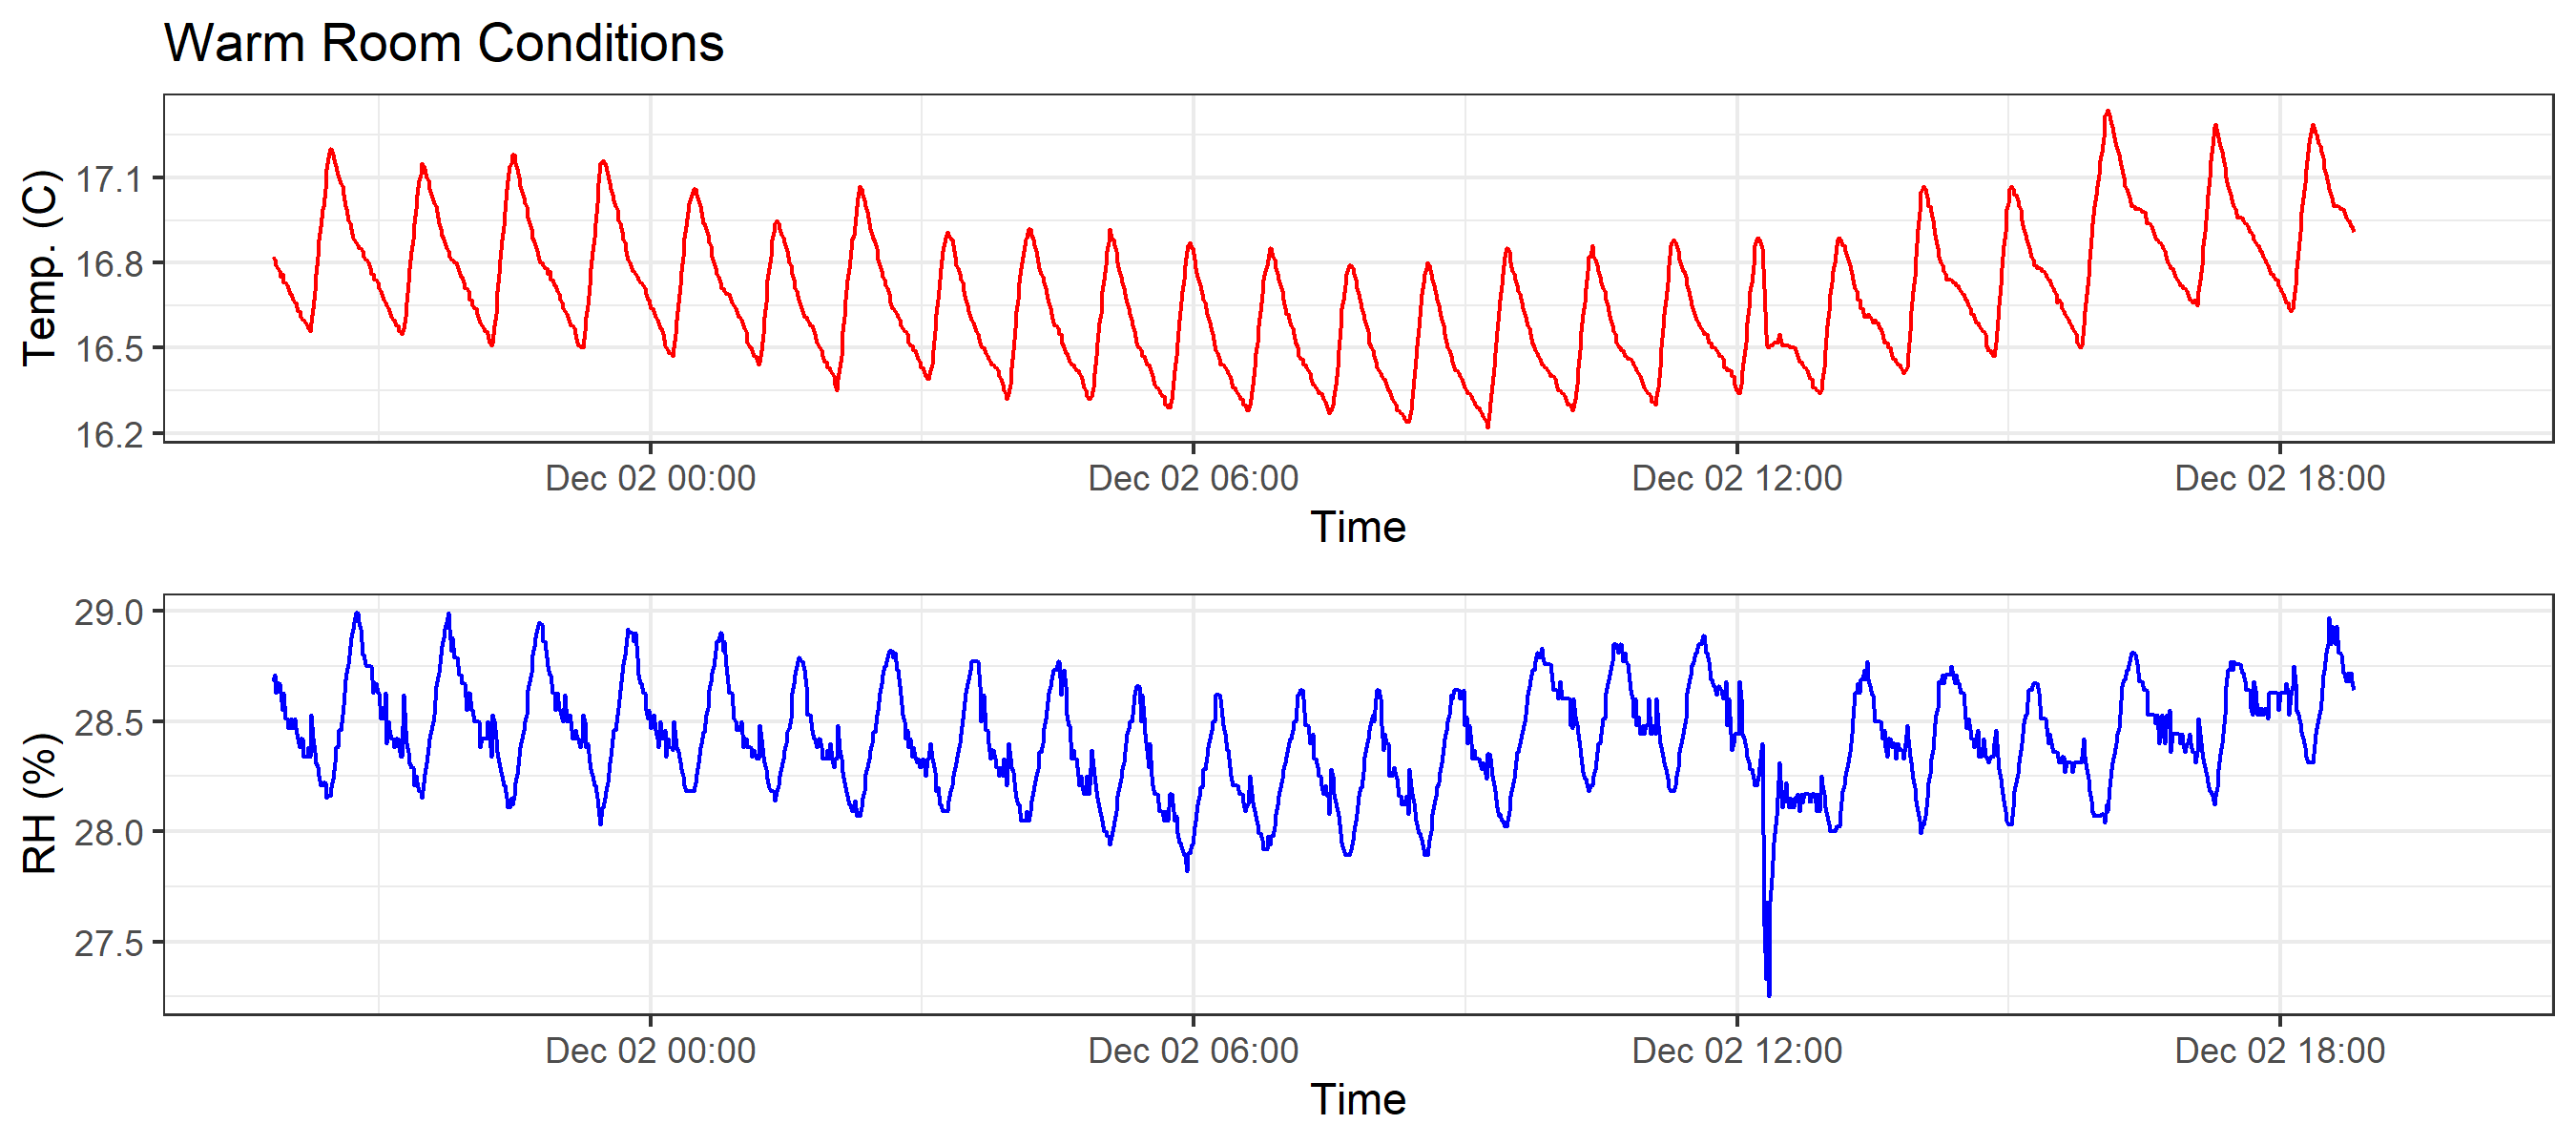 Warm Room Conditions
Temp. (C)
17.1
16.8
16.5
16.2
Dec 02 00:00 Dec 02 06:00 Dec 02 12:00 Dec 02 18:00
Time
RH (%)
29.0
28.5
28.0
27.5
Dec 02 00:00 Dec 02 06:00 Dec 02 12:00 Dec 02 18:00
Time